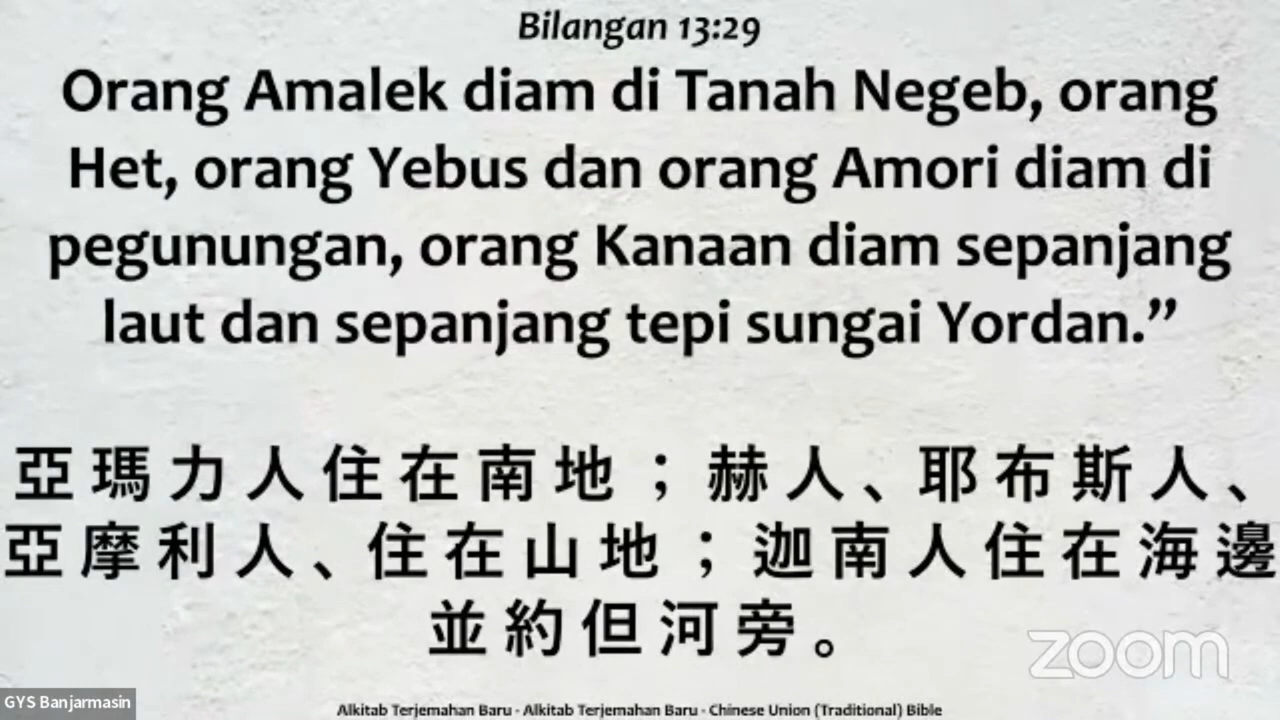 Bilangan 13:29
Orang Amalek diam di Tanah Negeb, orang
Het, orang Yebus dan orang Amori diam di
pegunungan, orang Kanaan diam sepanjang
laut dan sepanjang tepi sungai Yordan.”
亞瑪力人住在南地；赫人、耶布斯人、
亞摩利人、住在山地；迦南人住在海邊
並約但河旁。
zoom
GYS Banjarmasin
Alkitab Terjemahan Baru - Alkitab Terjemahan Baru - Chinese Union (Traditional) Bible